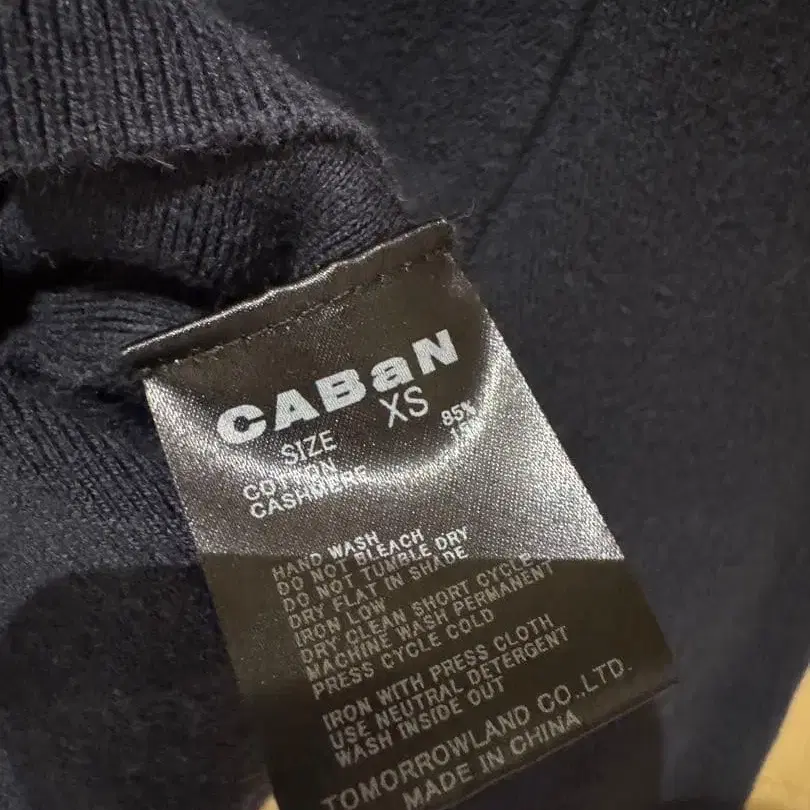 CABaN
SIZE XS
COTTON 85%
CASHMERE
HAND WASH
DO NOT BLEACH
DO NOT TUMBLE DRY
DRY FLAT IN SHADE
IRON LOW
DRY CLEAN SHORT CYCLE
MACHINE WASH PERMANENT
PRESS CYCLE COLD
IRON WITH PRESS CLOTH
USE NEUTRAL DETERGENT
WASH INSIDE OUT
TOMORROWLAND CO.,LTD.
MADE IN CHINA